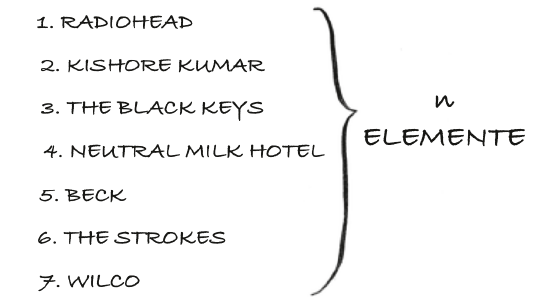 1. RADIOHEAD
2. KISHORE KUMAR
3. THE BLACK KEYS
4. NEUTRAL MILK HOTEL
5. BECK
6. THE STROKES
7. WILCO
n
ELEMENTE